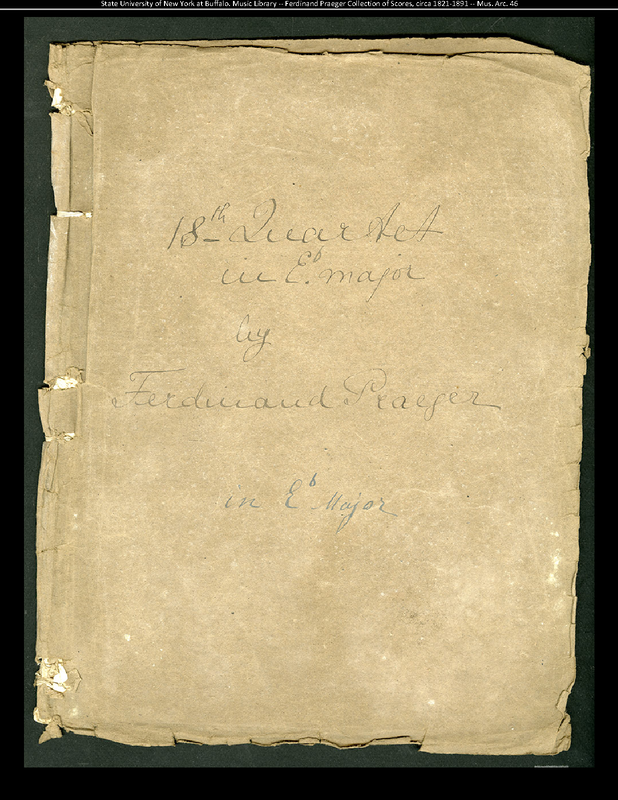 State University of New York at Buffalo. Music Library -- Ferdinand Praeger Collection of Scores, circa 1821-1891 -- Mus. Arc. 46
18th Quartet
in E♭ major
by
Ferdinand Praeger
in E♭ Major